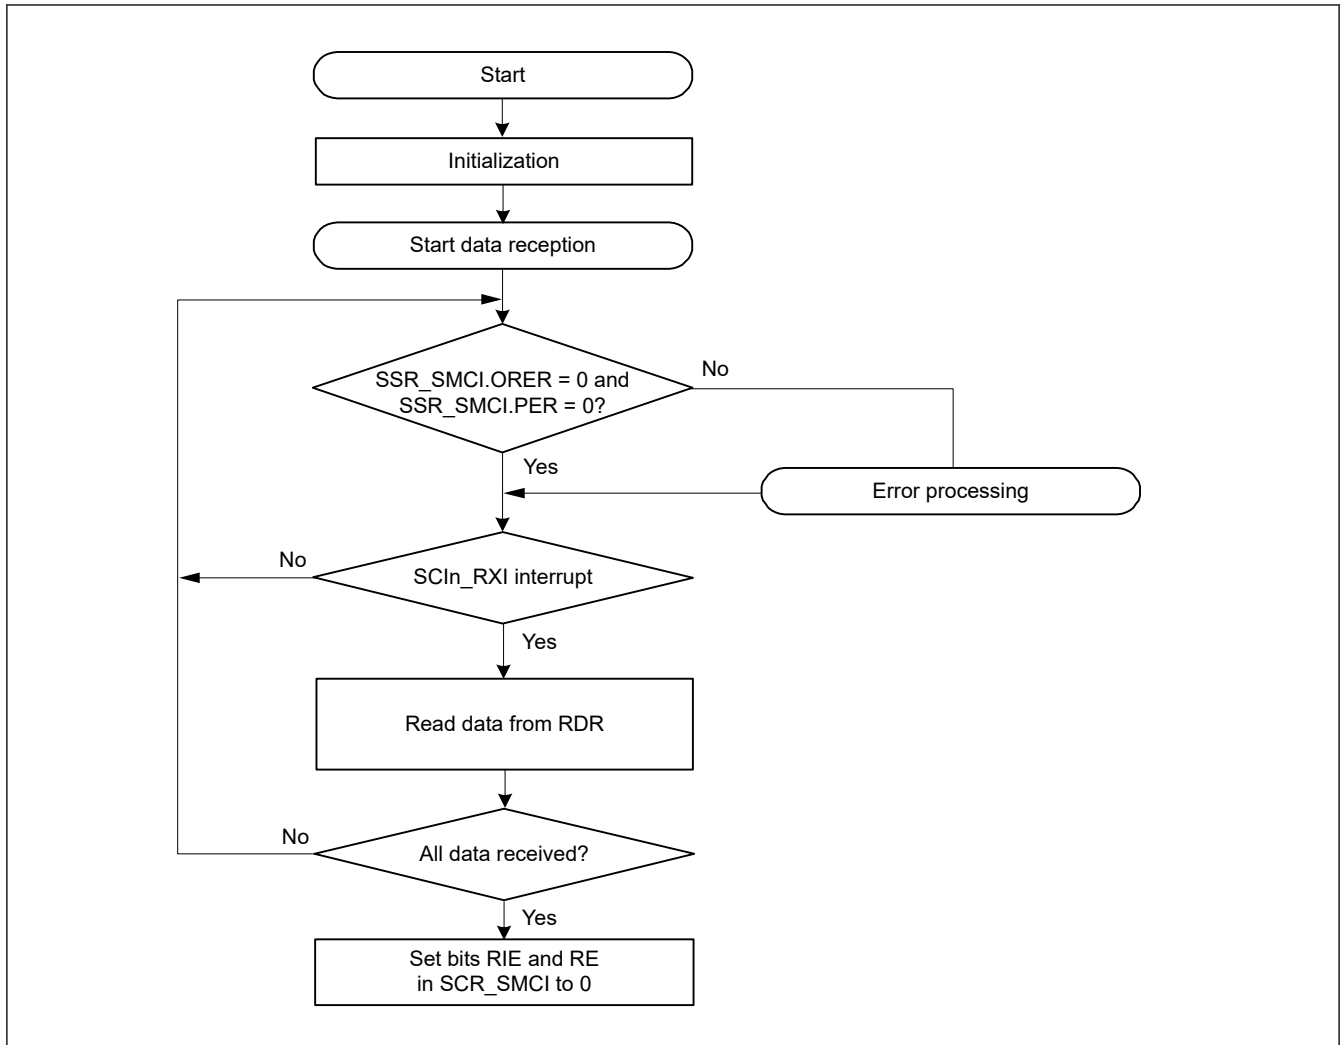 Start
Initialization
Start data reception
SSR_SMCI.ORER = 0 and
SSR_SMCI.PER = 0?
No
Yes
Error processing
No
SCIn_RXI interrupt
Yes
Read data from RDR
No
All data received?
Yes
Set bits RIE and RE
in SCR_SMCI to 0